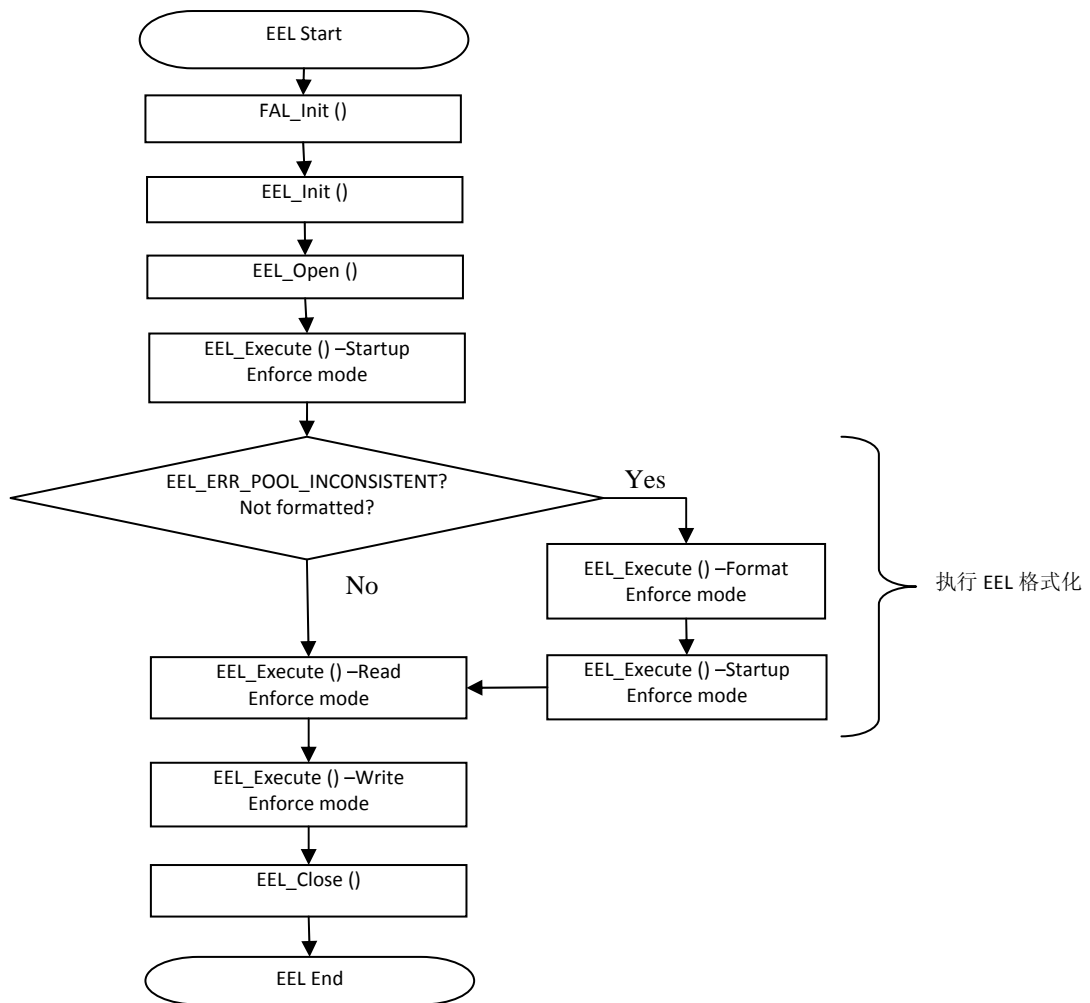 EEL Start
FAL_Init ()
EEL_Init ()
EEL_Open ()
EEL_Execute () –Startup
Enforce mode
EEL_ERR_POOL_INCONSISTENT?
Not formatted?
Yes
No
EEL_Execute () –Format
Enforce mode
执行 EEL 格式化
EEL_Execute () –Read
Enforce mode
EEL_Execute () –Startup
Enforce mode
EEL_Execute () –Write
Enforce mode
EEL_Close ()
EEL End